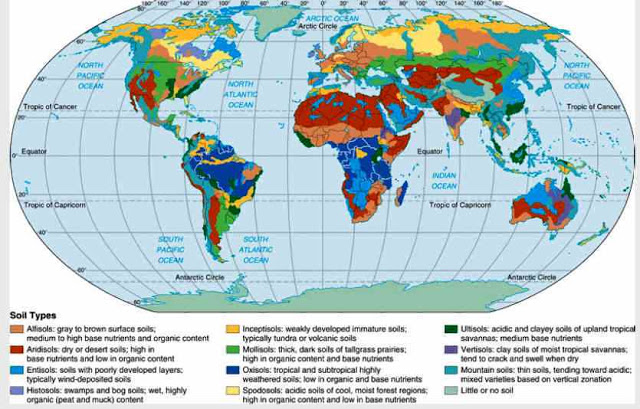 180° 160° 140° 120° 100° 80° 60° 40° 20° 0 20° 40° 60° 80° 100° 120° 140° 160° 180°
ARCTIC OCEAN
Arctic Circle
60°
NORTH
PACIFIC
OCEAN
NORTH
PACIFIC
OCEAN
40°
NORTH
ATLANTIC
OCEAN
Tropic of Cancer
Tropic of Cancer
20°
Equator
Equator
0°
INDIAN
OCEAN
20°
Tropic of Capricorn
Tropic of Capricorn
SOUTH
PACIFIC
OCEAN
SOUTH
ATLANTIC
OCEAN
40°
60°
Antarctic Circle
Antarctic Circle
80°
Soil Types
Alfisols: gray to brown surface soils;
medium to high base nutrients and organic content
Aridisols: dry or desert soils; high in
base nutrients and low in organic content
Entisols: soils with poorly developed layers;
typically wind-deposited soils
Histosols: swamps and bog soils; wet, highly
organic (peat and muck) content
Inceptisols: weakly developed immature soils;
typically tundra or volcanic soils
Mollisols: thick, dark soils of tallgrass prairies;
high in organic content and base nutrients
Oxisols: tropical and subtropical highly
weathered soils; low in organic and base nutrients
Spodosols: acidic soils of cool, moist forest regions;
high in organic content and low in base nutrients
Ultisols: acidic and clayey soils of upland tropical
savannas; medium base nutrients
Vertisols: clay soils of moist tropical savannas;
tend to crack and swell when dry
Mountain soils: thin soils, tending toward acidic;
mixed varieties based on vertical zonation
Little or no soil